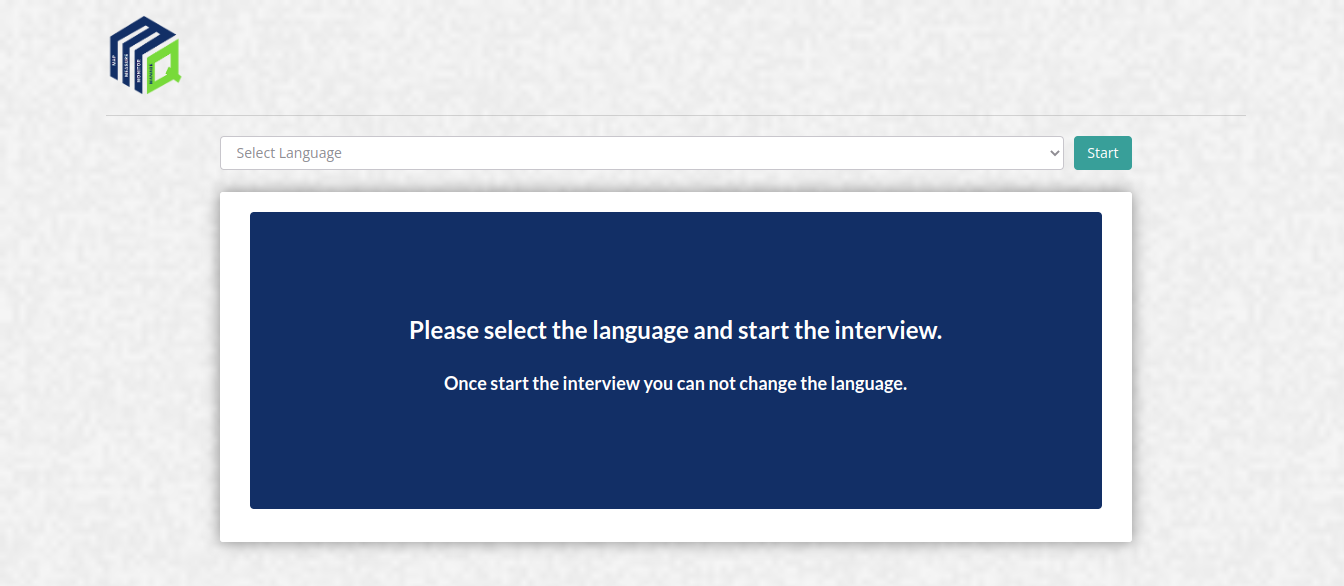 Select Language
Start
Please select the language and start the interview.
Once start the interview you can not change the language.